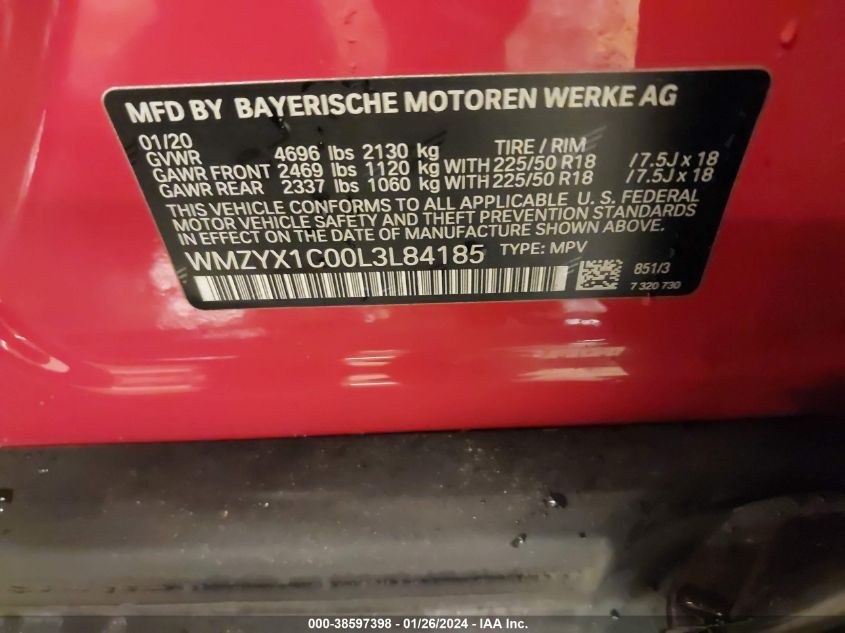 MFD BY BAYERISCHE MOTOREN WERKE AG
01/20 TIRE / RIM
GVWR 4696 lbs 2130 kg
GAWR FRONT 2469 lbs 1120 kg WITH 225/50 R18 / 7.5J x 18
GAWR REAR 2337 lbs 1060 kg WITH 225/50 R18 / 7.5J x 18
THIS VEHICLE CONFORMS TO ALL APPLICABLE U. S. FEDERAL
MOTOR VEHICLE SAFETY AND THEFT PREVENTION STANDARDS
IN EFFECT ON THE DATE OF MANUFACTURE SHOWN ABOVE.
WMZYX1C00L3L84185 TYPE: MPV
851/3
7 320 730
000-38597398 - 01/26/2024 - IAA Inc.